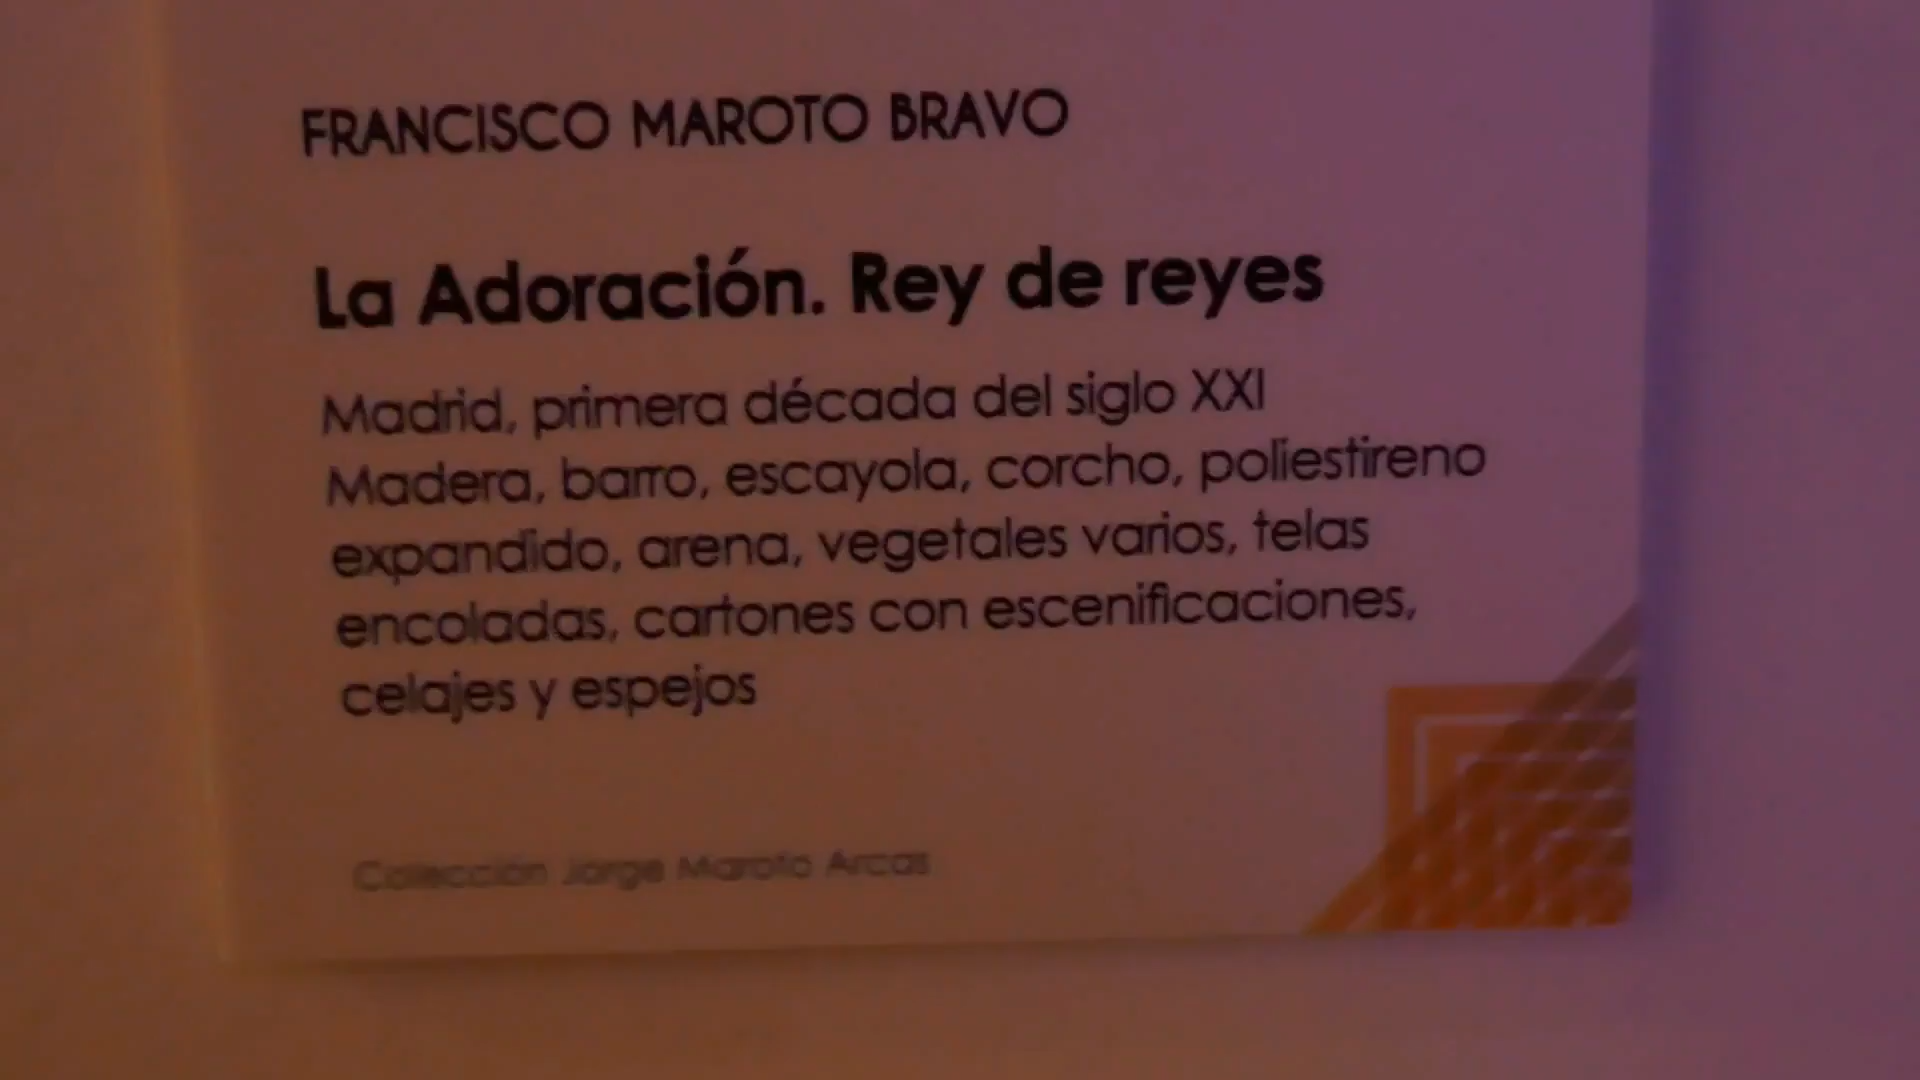 FRANCISCO MAROTO BRAVO
La Adoración. Rey de reyes
Madrid, primera década del siglo XXI
Madera, barro, escayola, corcho, poliestireno
expandido, arena, vegetales varios, telas
encoladas, cartones con escenificaciones,
celajes y espejos
Colección Jorge Maroto Arcas